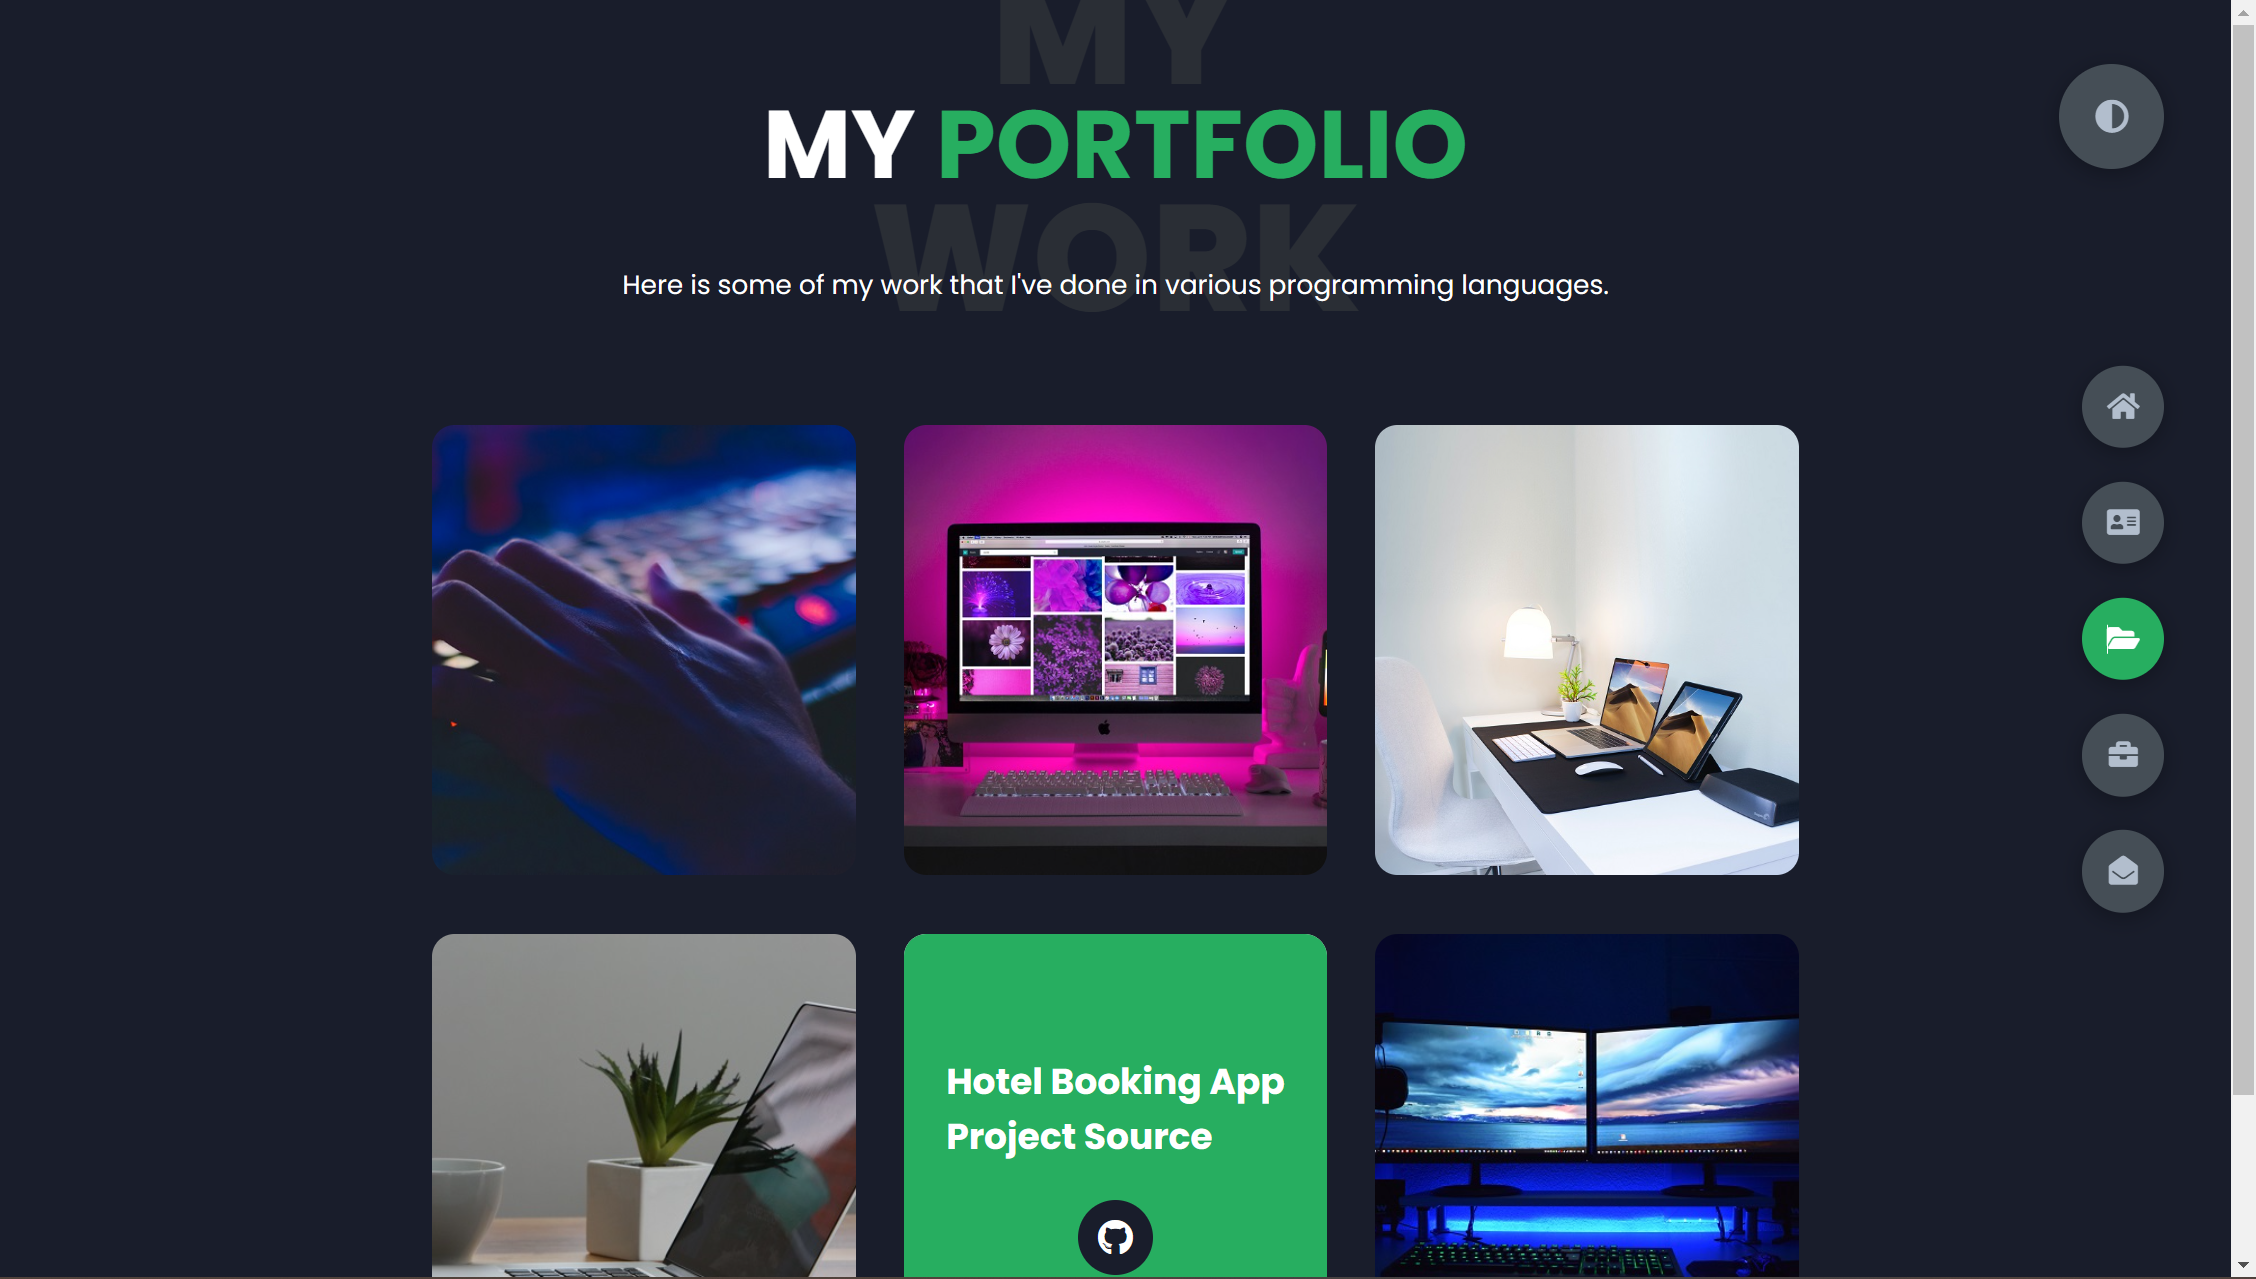 MY
MY PORTFOLIO
WORK
Here is some of my work that I've done in various programming languages.
Hotel Booking App
Project Source